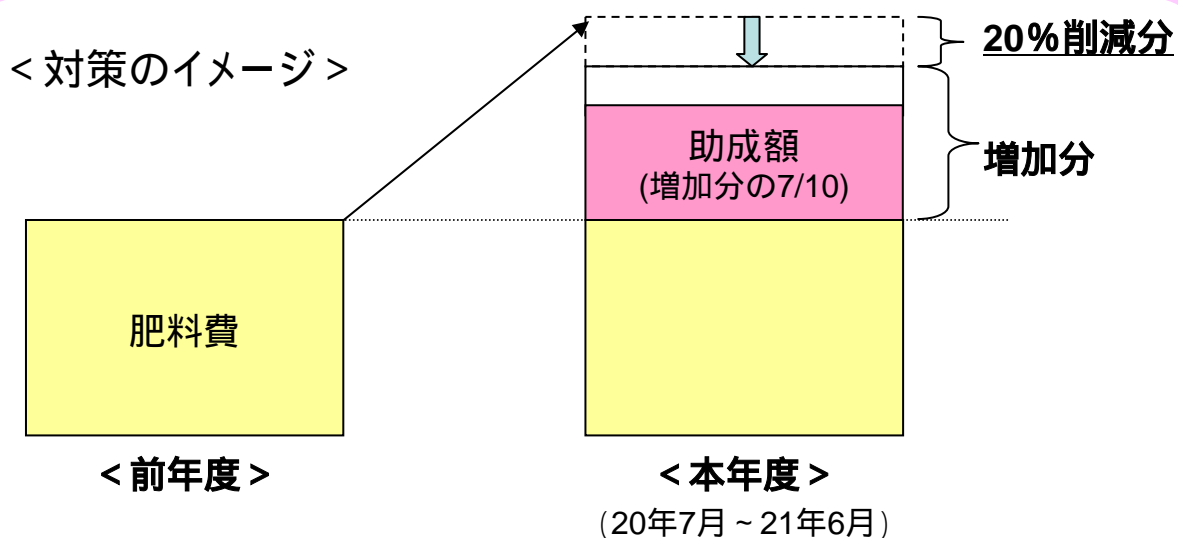 <対策のイメージ>
20%削減分
増加分
助成額
(増加分の7/10)
肥料費
<前年度>
<本年度>
(20年7月~21年6月)